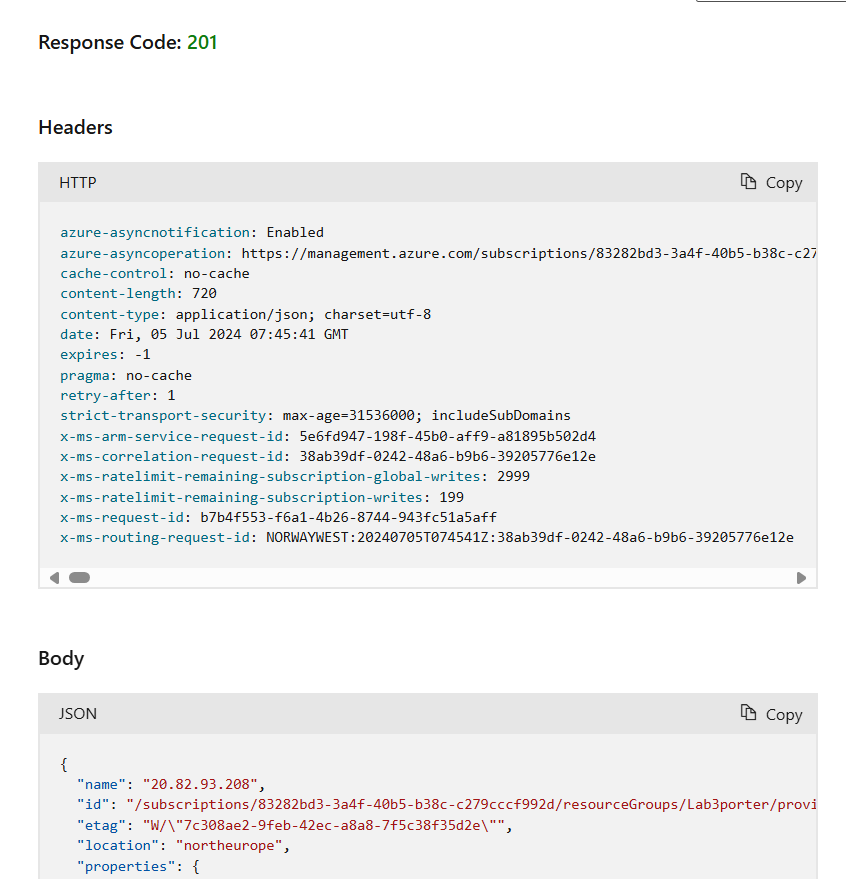 Response Code: 201
Headers
HTTP
Copy
azure-asyncnotification: Enabled
azure-asyncoperation: https://management.azure.com/subscriptions/83282bd3-3a4f-40b5-b38c-c27
cache-control: no-cache
content-length: 720
content-type: application/json; charset=utf-8
date: Fri, 05 Jul 2024 07:45:41 GMT
expires: -1
pragma: no-cache
retry-after: 1
strict-transport-security: max-age=31536000; includeSubDomains
x-ms-arm-service-request-id: 5e6fd947-198f-45b0-aff9-a81895b502d4
x-ms-correlation-request-id: 38ab39df-0242-48a6-b9b6-39205776e12e
x-ms-ratelimit-remaining-subscription-global-writes: 2999
x-ms-ratelimit-remaining-subscription-writes: 199
x-ms-request-id: b7b4f553-f6a1-4b26-8744-943fc51a5aff
x-ms-routing-request-id: NORWAYWEST:20240705T074541Z:38ab39df-0242-48a6-b9b6-39205776e12e
Body
JSON
Copy
{
"name": "20.82.93.208",
"id": "/subscriptions/83282bd3-3a4f-40b5-b38c-c279cccf992d/resourceGroups/Lab3porter/provi
"etag": "W/\"7c308ae2-9feb-42ec-a8a8-7f5c38f35d2e\"",
"location": "northeurope",
"properties": {